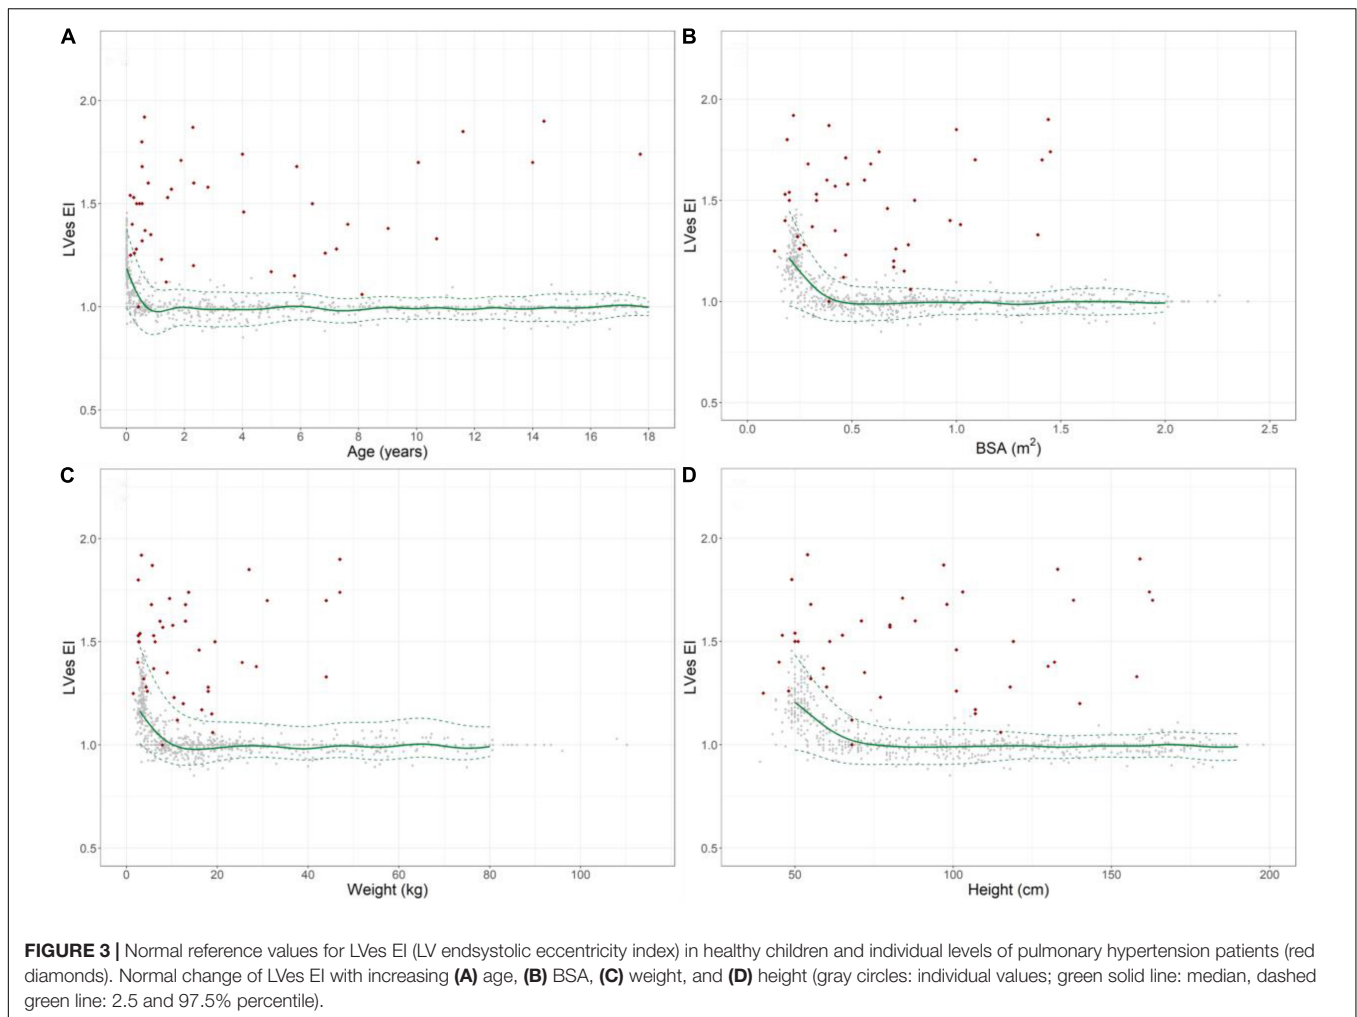 A
2.0
1.5
1.0
0.5
LVes EI
0 2 4 6 8 10 12 14 16 18
Age (years)
B
2.0
1.5
1.0
0.5
LVes EI
0.0 0.5 1.0 1.5 2.0 2.5
BSA (m²)
C
2.0
1.5
1.0
0.5
LVes EI
0 20 40 60 80 100
Weight (kg)
D
2.0
1.5
1.0
0.5
LVes EI
50 100 150 200
Height (cm)
FIGURE 3 | Normal reference values for LVes EI (LV endsystolic eccentricity index) in healthy children and individual levels of pulmonary hypertension patients (red
diamonds). Normal change of LVes EI with increasing (A) age, (B) BSA, (C) weight, and (D) height (gray circles: individual values; green solid line: median, dashed
green line: 2.5 and 97.5% percentile).